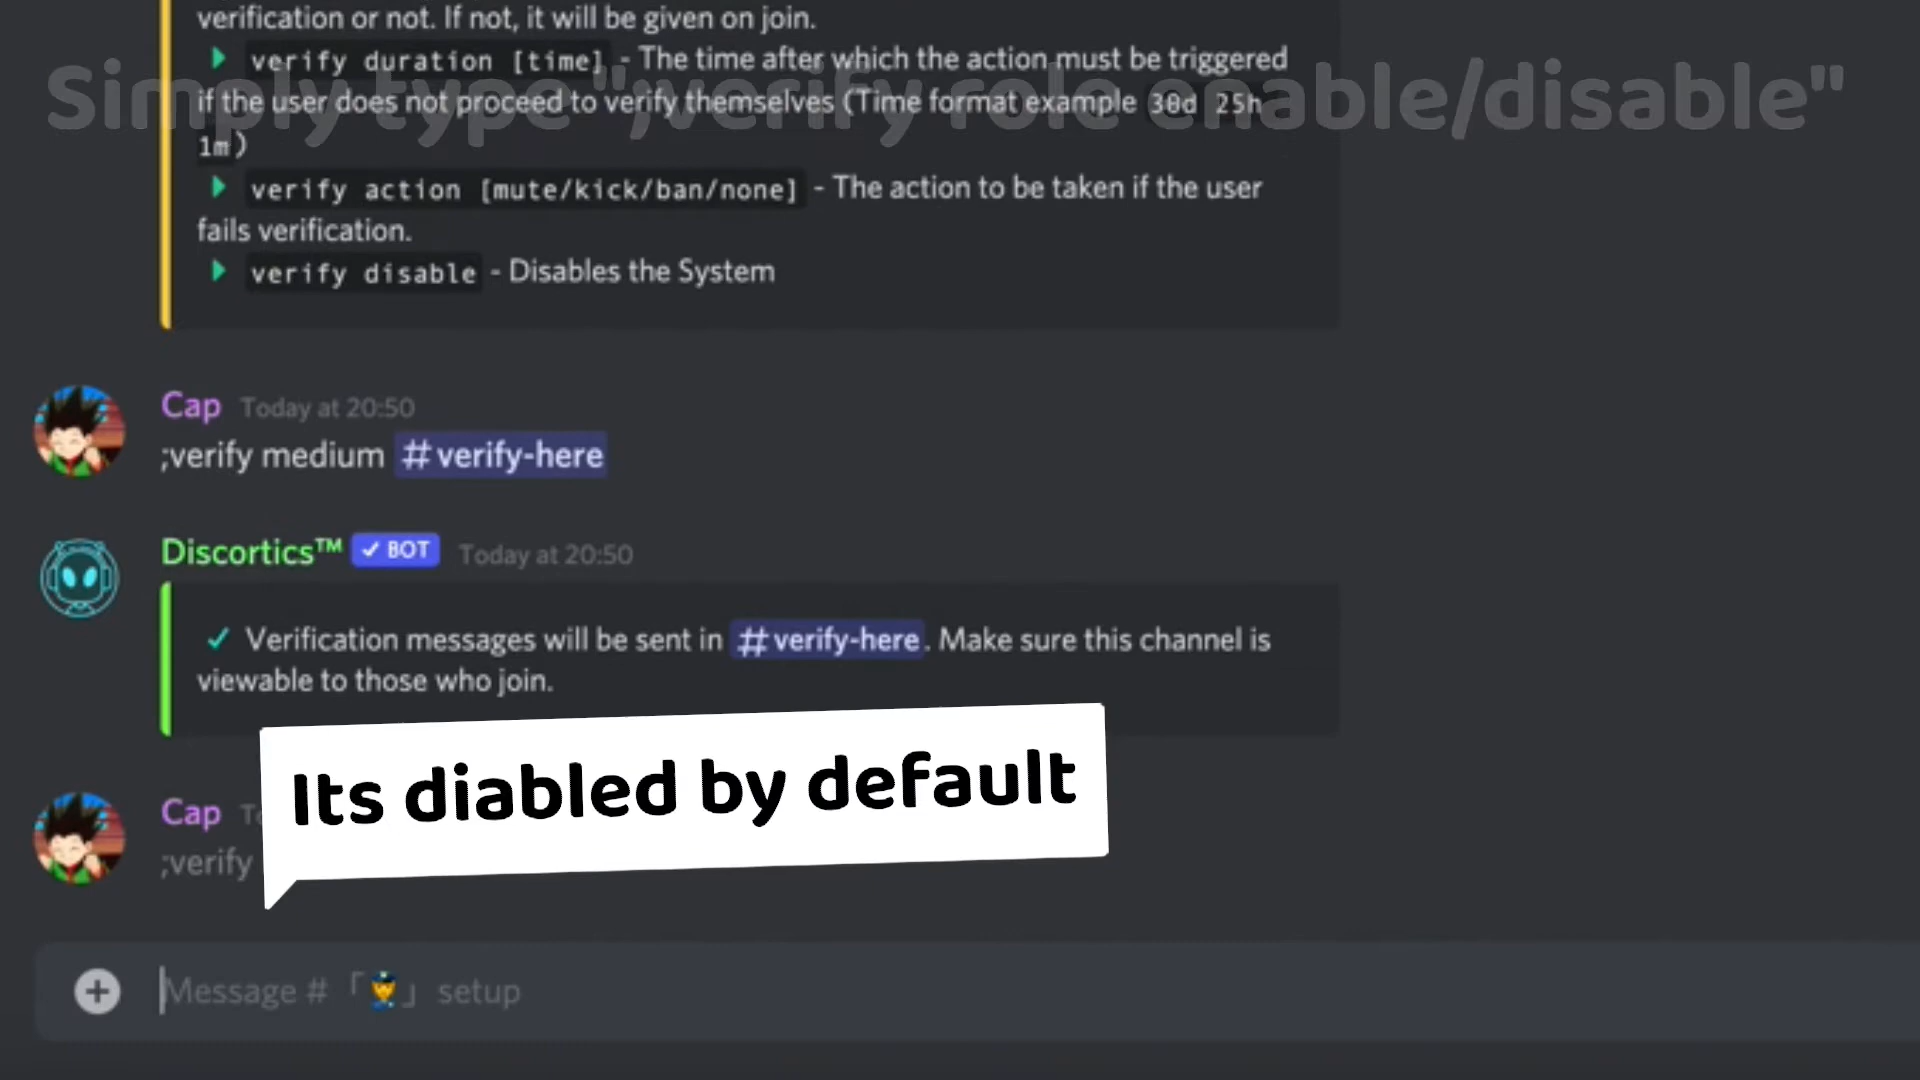 verification or not. If not, it will be given on join.
verify duration [time] - The time after which the action must be triggered
Simply type ";verify role enable/disable"
if the user does not proceed to verify themselves (Time format example 30d 25h
1m)
verify action [mute/kick/ban/none] - The action to be taken if the user
fails verification.
verify disable - Disables the System
Cap Today at 20:50
;verify medium #verify-here
Discortics™ ✓ BOT Today at 20:50
✓ Verification messages will be sent in #verify-here. Make sure this channel is
viewable to those who join.
Its diabled by default
Cap
;verify
Message # 「👮」 setup